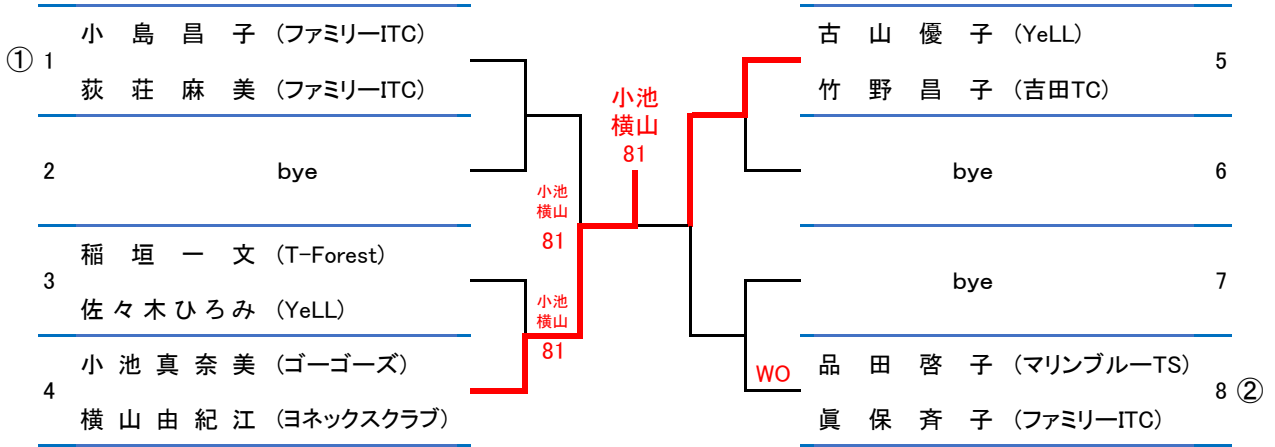 小島昌子 (ファミリーITC)
① 1
荻荘麻美 (ファミリーITC)
2 bye
稲垣一文 (T-Forest)
3
佐々木ひろみ (YeLL)
小池真奈美 (ゴーゴーズ)
4
横山由紀江 (ヨネックスクラブ)
小池
横山
81
小池
横山
81
小池
横山
81
古山優子 (YeLL)
5
竹野昌子 (吉田TC)
bye 6
bye 7
WO
品田啓子 (マリンブルーTS)
8 ②
眞保斉子 (ファミリーITC)